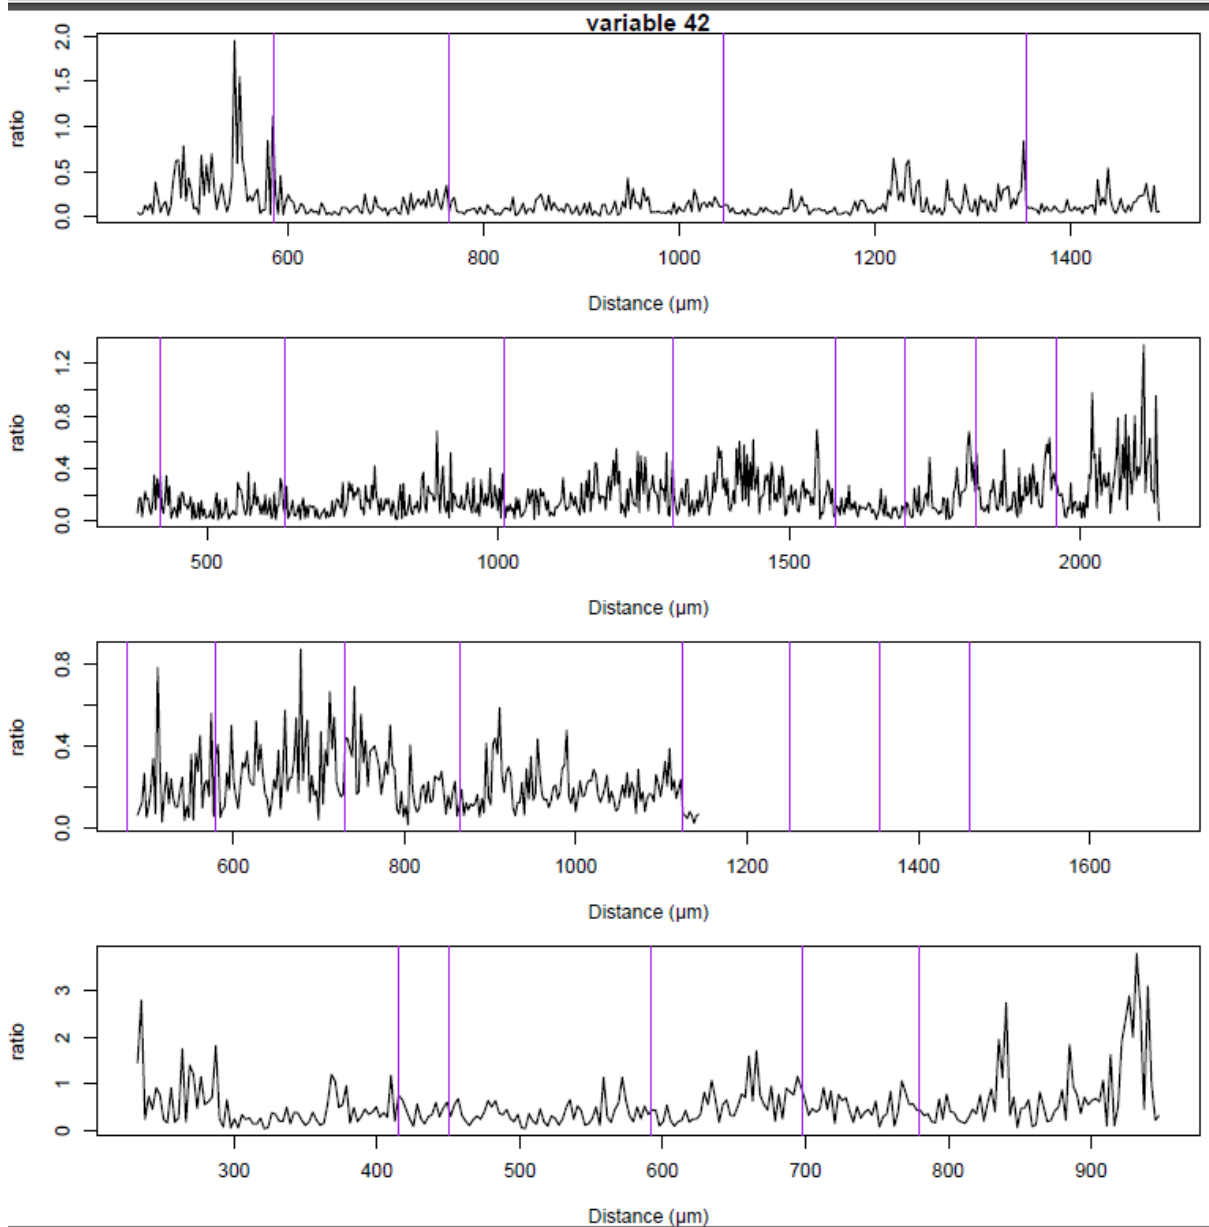 variable 42
ratio
0.0 0.5 1.0 1.5 2.0
600 800 1000 1200 1400
Distance (µm)
ratio
0.0 0.4 0.8 1.2
500 1000 1500 2000
Distance (µm)
ratio
0.0 0.4 0.8
600 800 1000 1200 1400 1600
Distance (µm)
ratio
0 1 2 3
300 400 500 600 700 800 900
Distance (µm)